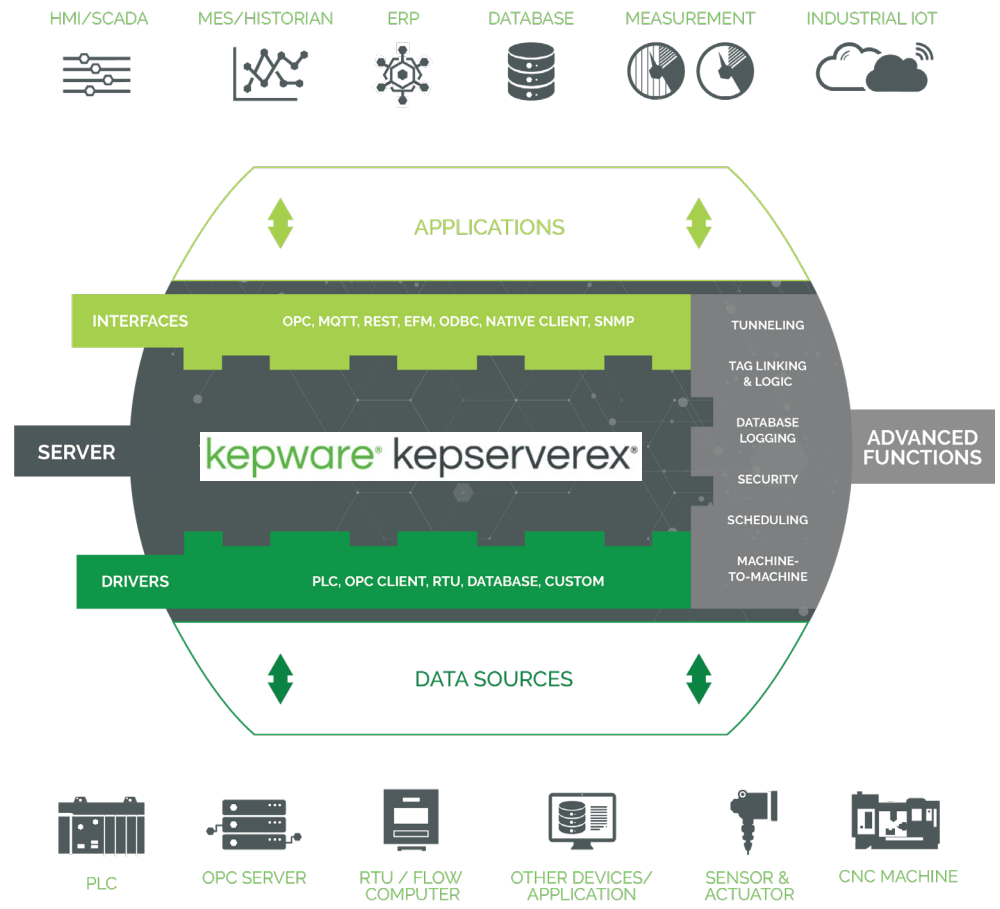 HMI/SCADA
MES/HISTORIAN
ERP
DATABASE
MEASUREMENT
INDUSTRIAL IOT
APPLICATIONS
INTERFACES
OPC, MQTT, REST, EFM, ODBC, NATIVE CLIENT, SNMP
TUNNELING
TAG LINKING
& LOGIC
DATABASE
LOGGING
SECURITY
SCHEDULING
MACHINE-
TO-MACHINE
SERVER
kepware® kepserverex®
ADVANCED
FUNCTIONS
DRIVERS
PLC, OPC CLIENT, RTU, DATABASE, CUSTOM
DATA SOURCES
PLC
OPC SERVER
RTU / FLOW
COMPUTER
OTHER DEVICES/
APPLICATION
SENSOR &
ACTUATOR
CNC MACHINE